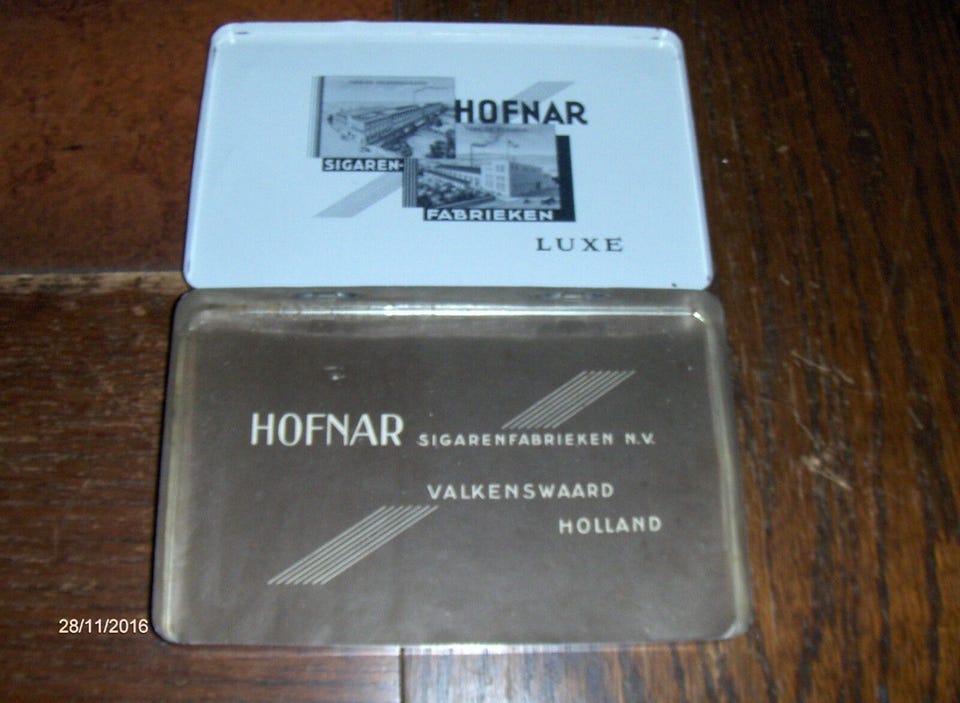 HOFNAR
SIGAREN-
FABRIEKEN
LUXE
HOFNAR SIGARENFABRIEKEN N.V.
VALKENSWAARD
HOLLAND
28/11/2016